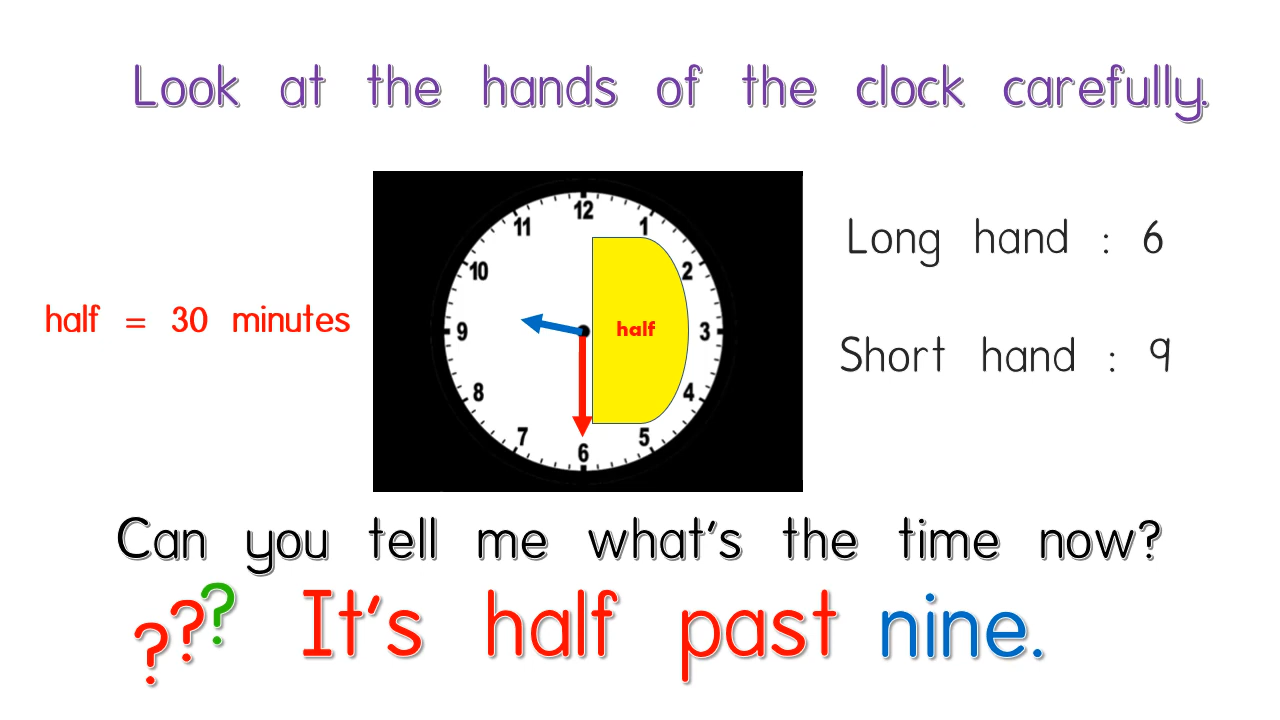 Look at the hands of the clock carefully.
half = 30 minutes
12
11 1
10 2
9 3
8 4
7 5
6
half
Long hand : 6
Short hand : 9
Can you tell me what's the time now?
??? It's half past nine.